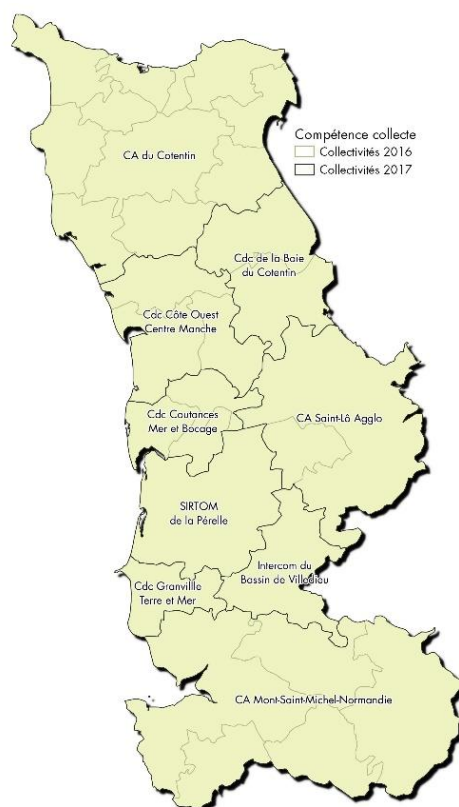 Compétence collecte
Collectivités 2016
Collectivités 2017
CA du Cotentin
Cdc de la Baie
du Cotentin
Cdc Côte Ouest
Centre Manche
Cdc Coutances
Mer et Bocage
CA Saint-Lô Agglo
SIRTOM
de la Pérelle
Intercom du
Bassin de Villedieu
Cdc Granvillle
Terre et Mer
CA Mont-Saint-Michel-Normandie